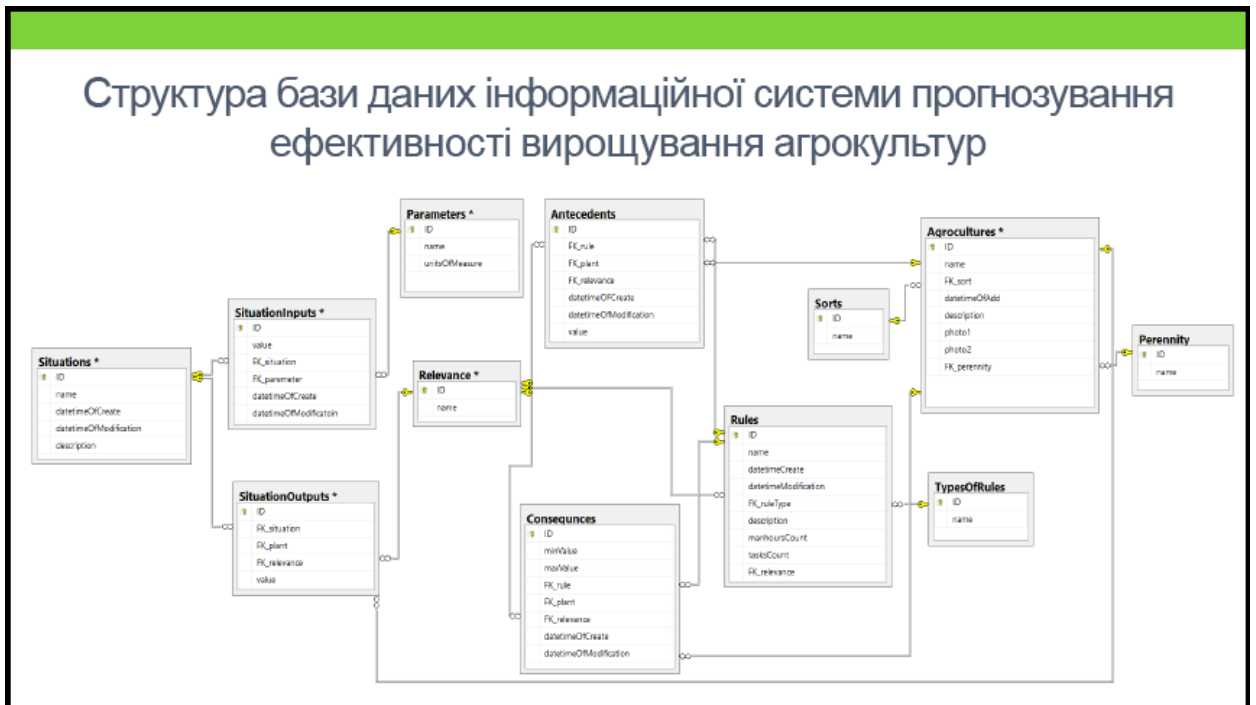 Структура бази даних інформаційної системи прогнозування
ефективності вирощування агрокультур
Situations *
ID
name
datetimeOfCreate
datetimeOfModification
description
SituationInputs *
ID
value
FK_situation
FK_parameter
datetimeOfCreate
datetimeOfModificatoin
SituationOutputs *
ID
FK_situation
FK_plant
FK_relevance
value
Parameters *
ID
name
unitsOfMeasure
Relevance *
ID
name
Antecedents
ID
FK_rule
FK_plant
FK_relevance
datetimeOFCreate
datetimeOfModification
value
Consequnces
ID
minValue
maxValue
FK_rule
FK_plant
FK_relevance
datetimeOfCreate
datetimeOfModification
Sorts
ID
name
Rules
ID
name
datetimeCreate
datetimeModification
FK_ruleType
description
manhoursCount
tasksCount
FK_relevance
Agrocultures *
ID
name
FK_sort
datetimeOfAdd
description
photo1
photo2
FK_perennity
TypesOfRules
ID
name
Perennity
ID
name